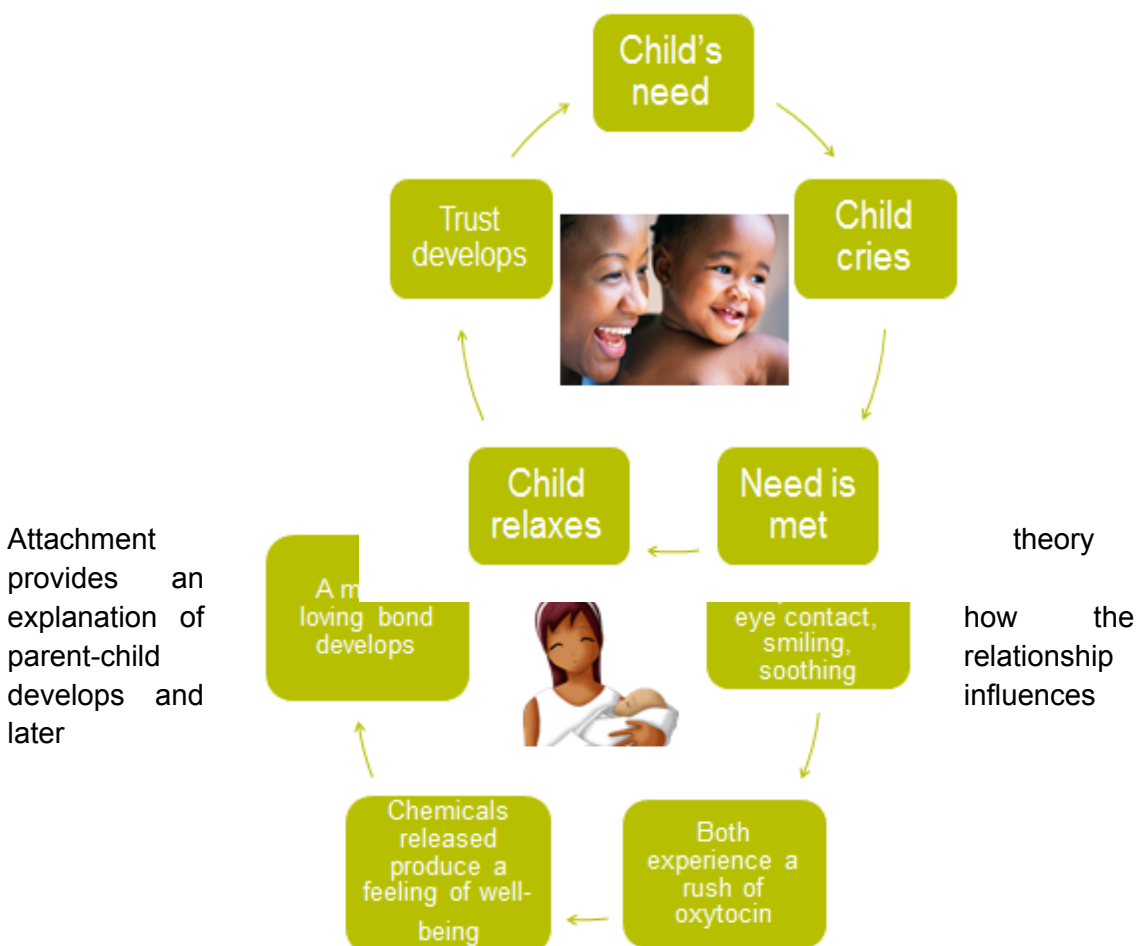 Child's
need
Child
cries
Need is
met
Child
relaxes
Trust
develops
Attachment theory
provides an
explanation of how the
parent-child relationship
develops and influences
later
eye contact,
smiling,
soothing
Both
experience a
rush of
oxytocin
Chemicals
released
produce a
feeling of well-
being
A
loving bond
develops